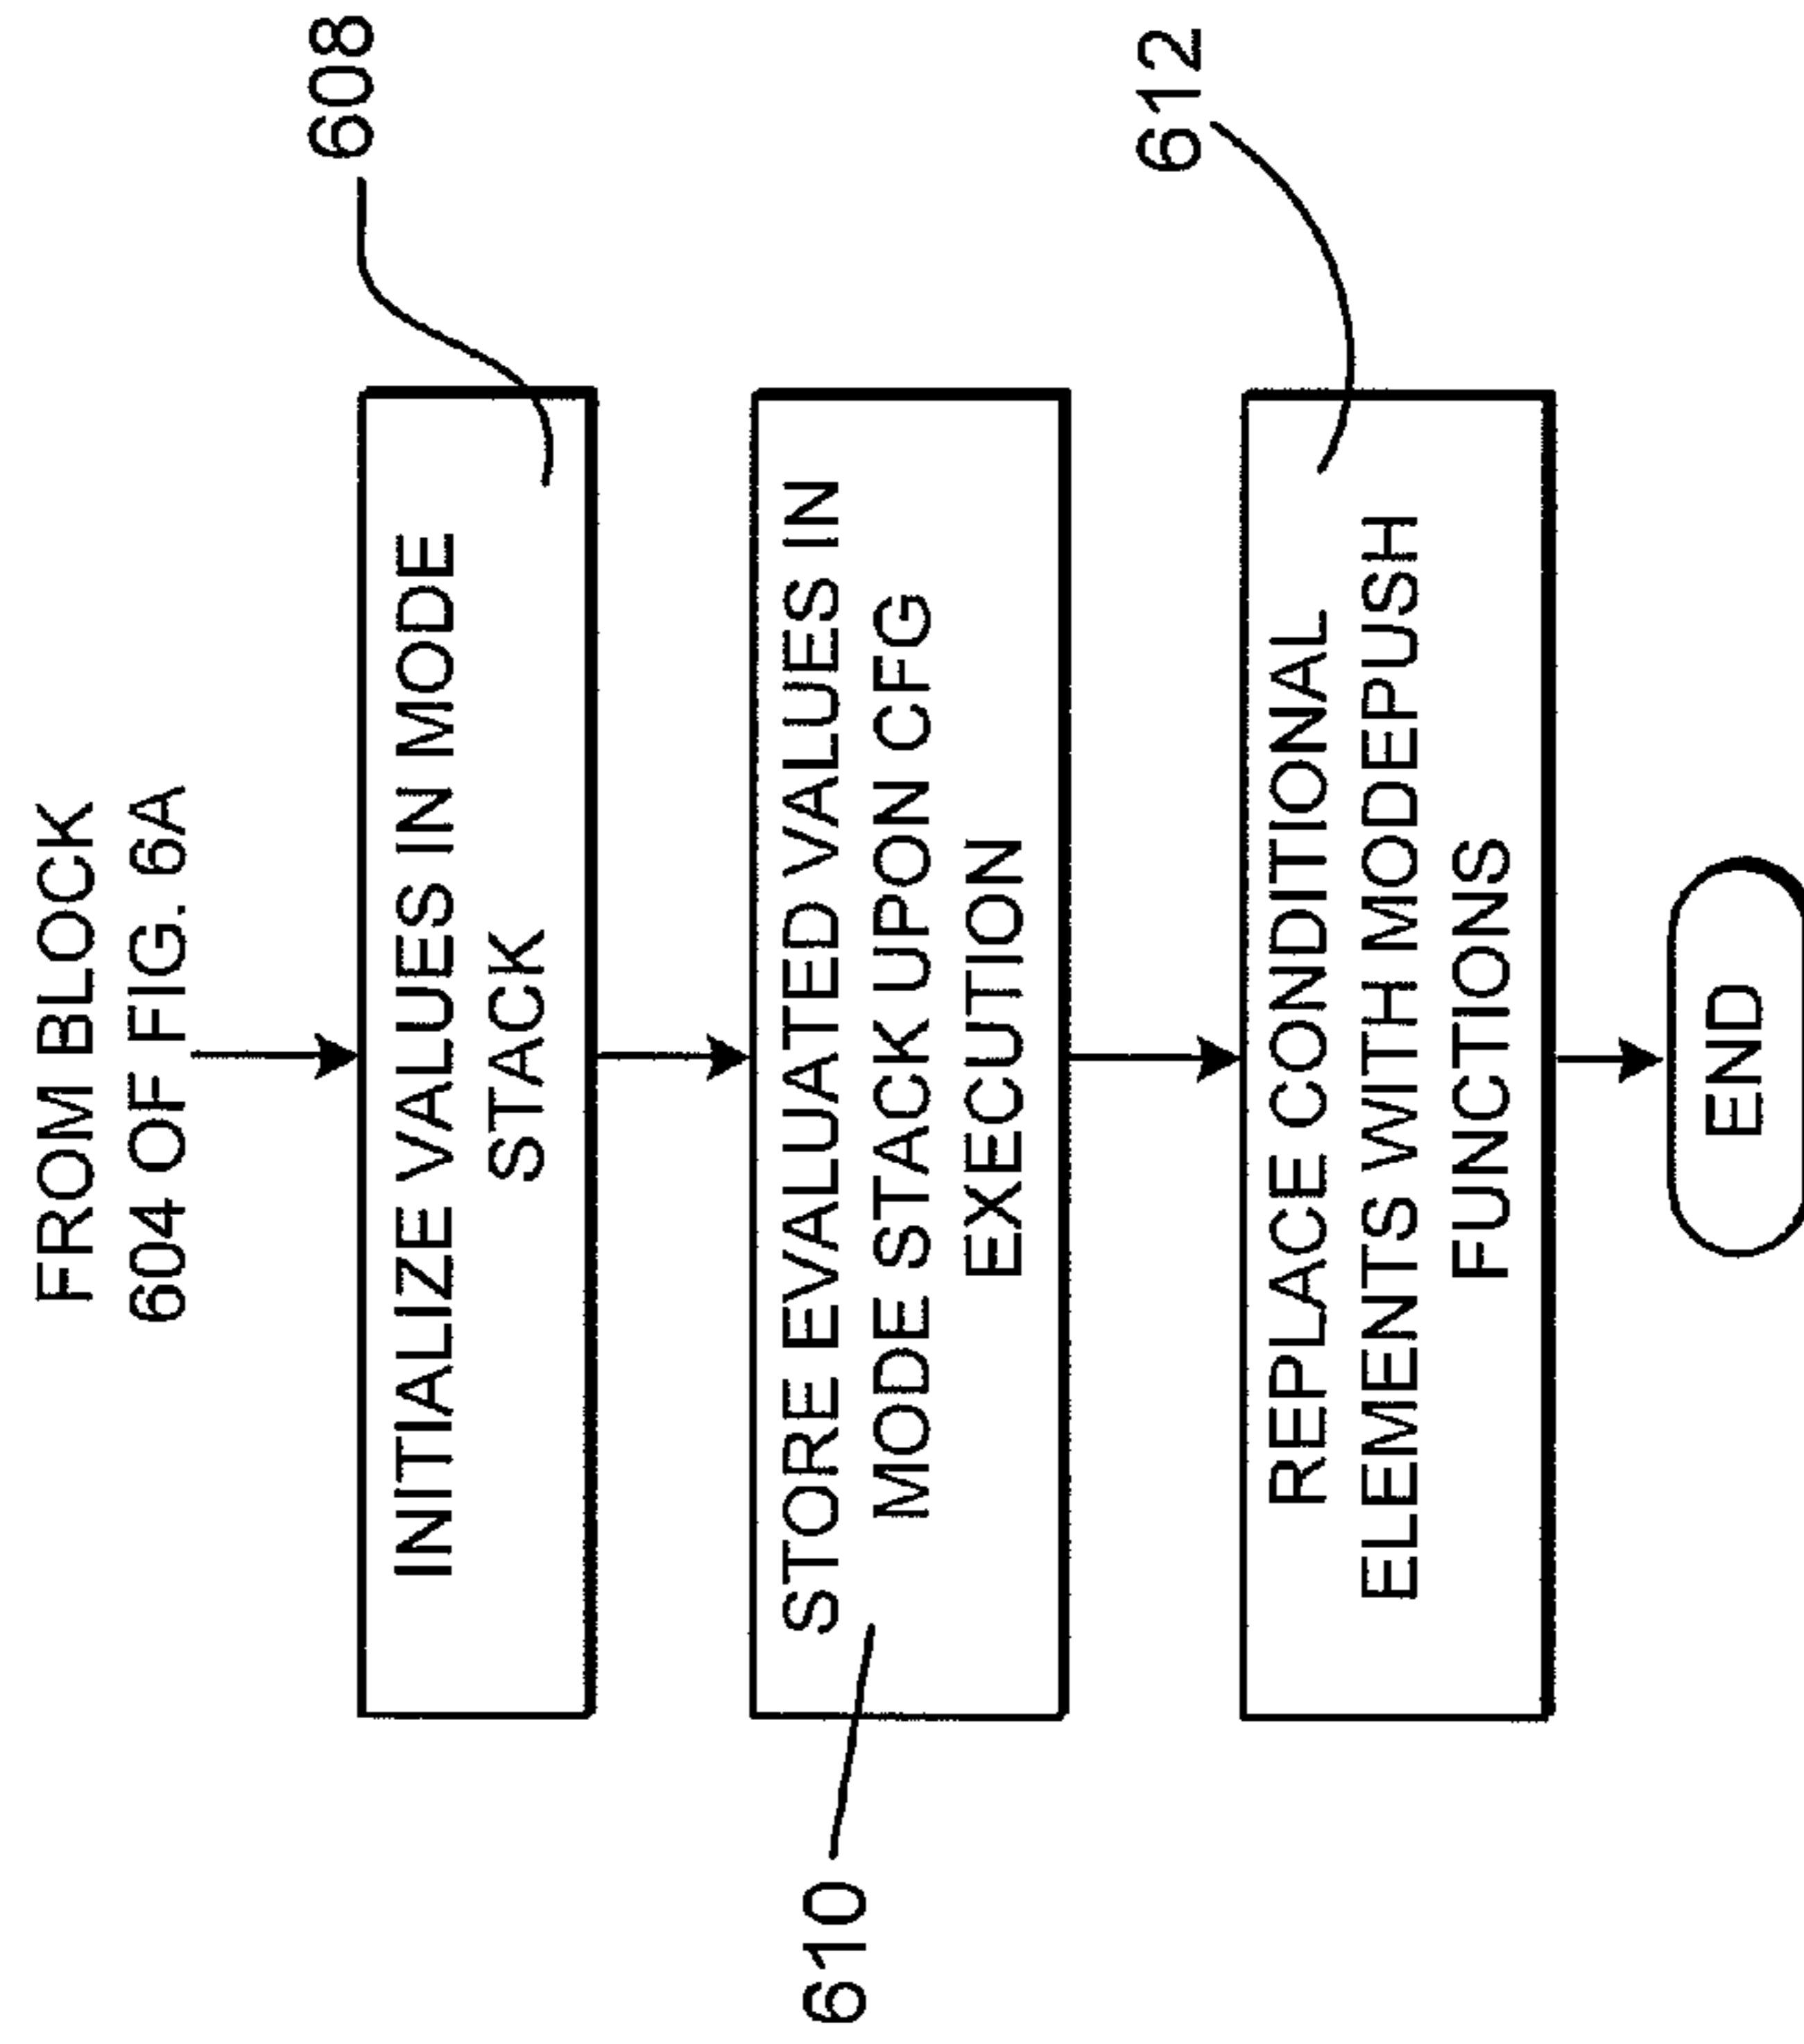 FROM BLOCK
604 OF FIG. 6A
608
INITIALIZE VALUES IN MODE
STACK
610
STORE EVALUATED VALUES IN
MODE STACK UPON CFG
EXECUTION
612
REPLACE CONDITIONAL
ELEMENTS WITH MODEPUSH
FUNCTIONS
END